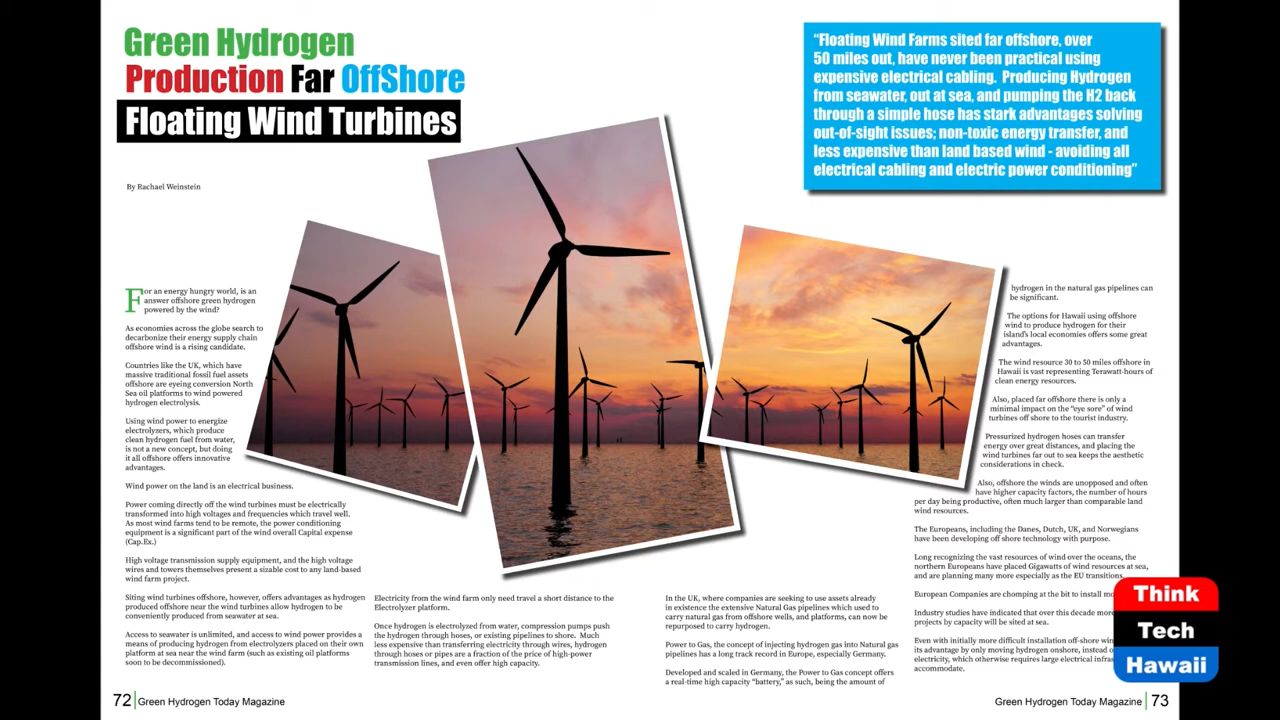 Green Hydrogen
Production Far OffShore
Floating Wind Turbines
“Floating Wind Farms sited far offshore, over
50 miles out, have never been practical using
expensive electrical cabling.  Producing Hydrogen
from seawater, out at sea, and pumping the H2 back
through a simple hose has stark advantages solving
out-of-sight issues; non-toxic energy transfer, and
less expensive than land based wind - avoiding all
electrical cabling and electric power conditioning”
By Rachael Weinstein
For an energy hungry world, is an
answer offshore green hydrogen
powered by the wind?
As economies across the globe search to
decarbonize their energy supply chain
offshore wind is a rising candidate.
Countries like the UK, which have
massive traditional fossil fuel assets
offshore are eyeing conversion North
Sea oil platforms to wind powered
hydrogen electrolysis.
Using wind power to energize
electrolyzers, which produce
clean hydrogen fuel from water,
is not a new concept, but doing
it all offshore offers innovative
advantages.
Wind power on the land is an electrical business.
Power coming directly off the wind turbines must be electrically
transformed into high voltages and frequencies which travel well.
As most wind farms tend to be remote, the power conditioning
equipment is a significant part of the wind overall Capital expense
(Cap.Ex.)
High voltage transmission supply equipment, and the high voltage
wires and towers themselves present a sizable cost to any land-based
wind farm project.
Siting wind turbines offshore, however, offers advantages as hydrogen
produced offshore near the wind turbines allow hydrogen to be
conveniently produced from seawater at sea.
Access to seawater is unlimited, and access to wind power provides a
means of producing hydrogen from electrolyzers placed on their own
platform at sea near the wind farm (such as existing oil platforms
soon to be decommissioned).
Electricity from the wind farm only need travel a short distance to the
Electrolyzer platform.
Once hydrogen is electrolyzed from water, compression pumps push
the hydrogen through hoses, or existing pipelines to shore.  Much
less expensive than transferring electricity through wires, hydrogen
through hoses or pipes are a fraction of the price of high-power
transmission lines, and even offer high capacity.
In the UK, where companies are seeking to use assets already
in existence the extensive Natural Gas pipelines which used to
carry natural gas from offshore wells, and platforms, can now be
repurposed to carry hydrogen.
Power to Gas, the concept of injecting hydrogen gas into Natural gas
pipelines has a long track record in Europe, especially Germany.
Developed and scaled in Germany, the Power to Gas concept offers
a real-time high capacity “battery,” as such, being the amount of
hydrogen in the natural gas pipelines can
be significant.
The options for Hawaii using offshore
wind to produce hydrogen for their
island’s local economies offers some great
advantages.
The wind resource 30 to 50 miles offshore in
Hawaii is vast representing Terawatt-hours of
clean energy resources.
Also, placed far offshore there is only a
minimal impact on the “eye sore” of wind
turbines off shore to the tourist industry.
Pressurized hydrogen hoses can transfer
energy over great distances, and placing the
wind turbines far out to sea keeps the aesthetic
considerations in check.
Also, offshore the winds are unopposed and often
have higher capacity factors, the number of hours
per day being productive, often much larger than comparable land
wind resources.
The Europeans, including the Danes, Dutch, UK, and Norwegians
have been developing off shore technology with purpose.
Long recognizing the vast resources of wind over the oceans, the
northern Europeans have placed Gigawatts of wind resources at sea,
and are planning many more especially as the EU transitions.
European Companies are chomping at the bit to install
Industry studies have indicated that over this decade
projects by capacity will be sited at sea.
Even with initially more difficult installation off-shore
its advantage by only moving hydrogen onshore, instead
electricity, which otherwise requires large electrical
accommodate.
Think
Tech
Hawaii
72 Green Hydrogen Today Magazine
Green Hydrogen Today Magazine 73